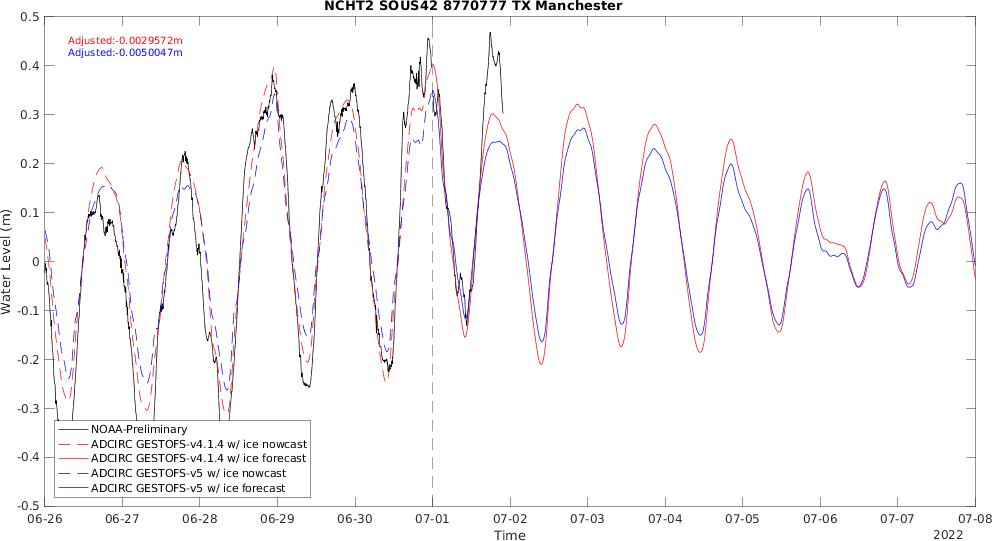 NCHT2 SOUS42 8770777 TX Manchester
Adjusted:-0.0029572m
Adjusted:-0.0050047m
Water Level (m)
0.5
0.4
0.3
0.2
0.1
0
-0.1
-0.2
-0.3
-0.4
-0.5
NOAA-Preliminary
ADCIRC GESTOFS-v4.1.4 w/ ice nowcast
ADCIRC GESTOFS-v4.1.4 w/ ice forecast
ADCIRC GESTOFS-v5 w/ ice nowcast
ADCIRC GESTOFS-v5 w/ ice forecast
06-26 06-27 06-28 06-29 06-30 07-01 07-02 07-03 07-04 07-05 07-06 07-07 07-08
Time
2022